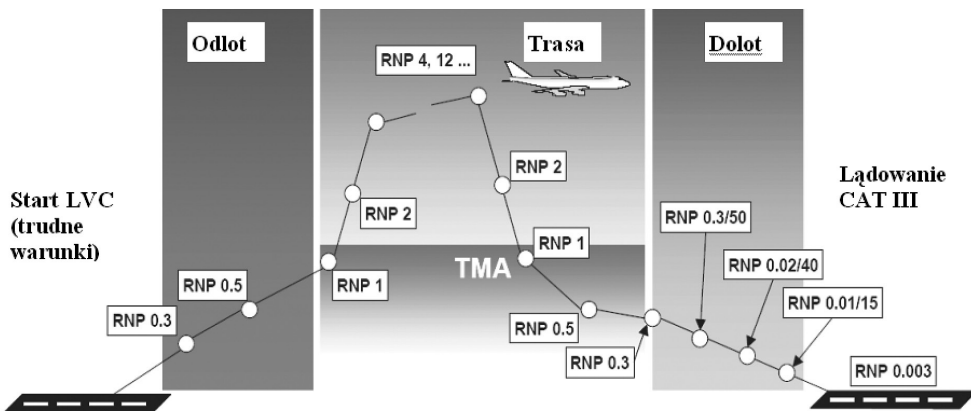 Odlot
Trasa
Dolot
RNP 4, 12 ...
Start LVC
(trudne
warunki)
RNP 0.3
RNP 0.5
RNP 1
RNP 2
TMA
RNP 2
RNP 1
RNP 0.5
RNP 0.3
RNP 0.3/50
RNP 0.02/40
RNP 0.01/15
RNP 0.003
Lądowanie
CAT III